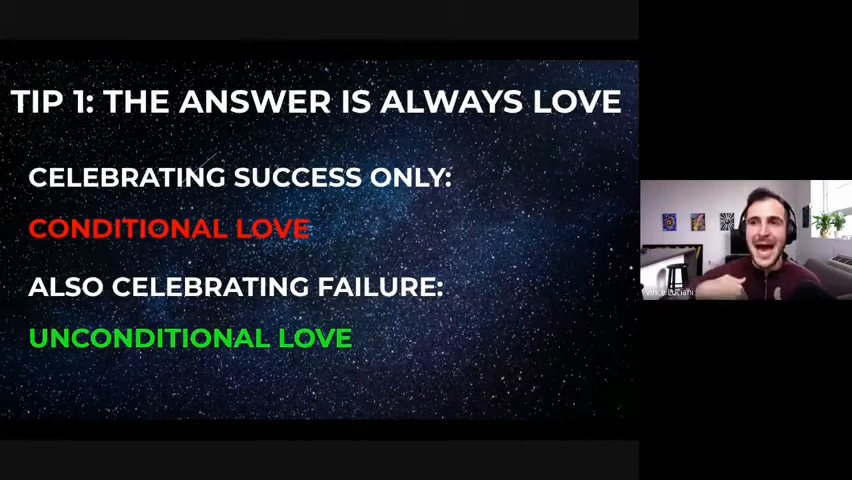 TIP 1: THE ANSWER IS ALWAYS LOVE
CELEBRATING SUCCESS ONLY:
CONDITIONAL LOVE
ALSO CELEBRATING FAILURE:
UNCONDITIONAL LOVE
Vince Luciani